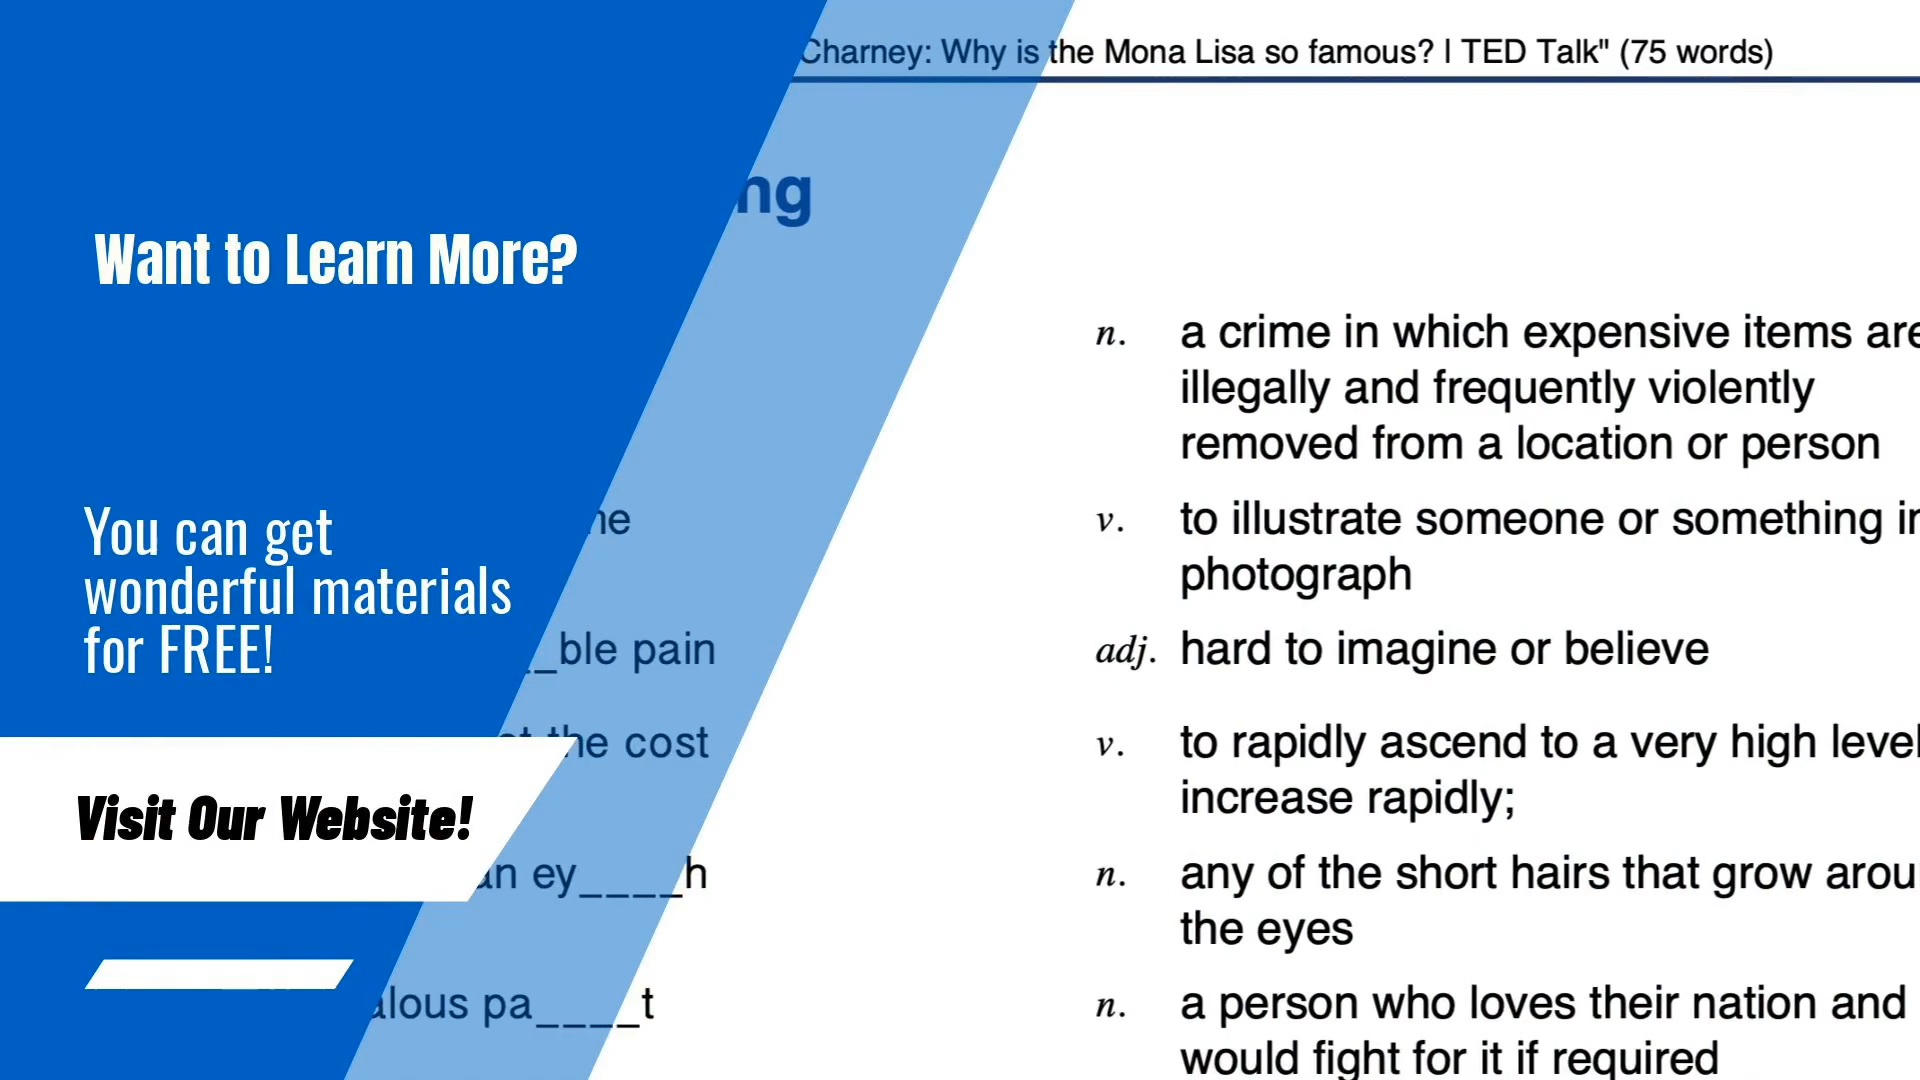 Charney: Why is the Mona Lisa so famous? | TED Talk" (75 words)
ng
Want to Learn More?
You can get
wonderful materials
for FREE!
Visit Our Website!
n. a crime in which expensive items are
illegally and frequently violently
removed from a location or person
v. to illustrate someone or something in
photograph
_ble pain
adj. hard to imagine or believe
the cost
v. to rapidly ascend to a very high level
increase rapidly;
an ey____h
n. any of the short hairs that grow arou
the eyes
alous pa____t
n. a person who loves their nation and
would fight for it if required